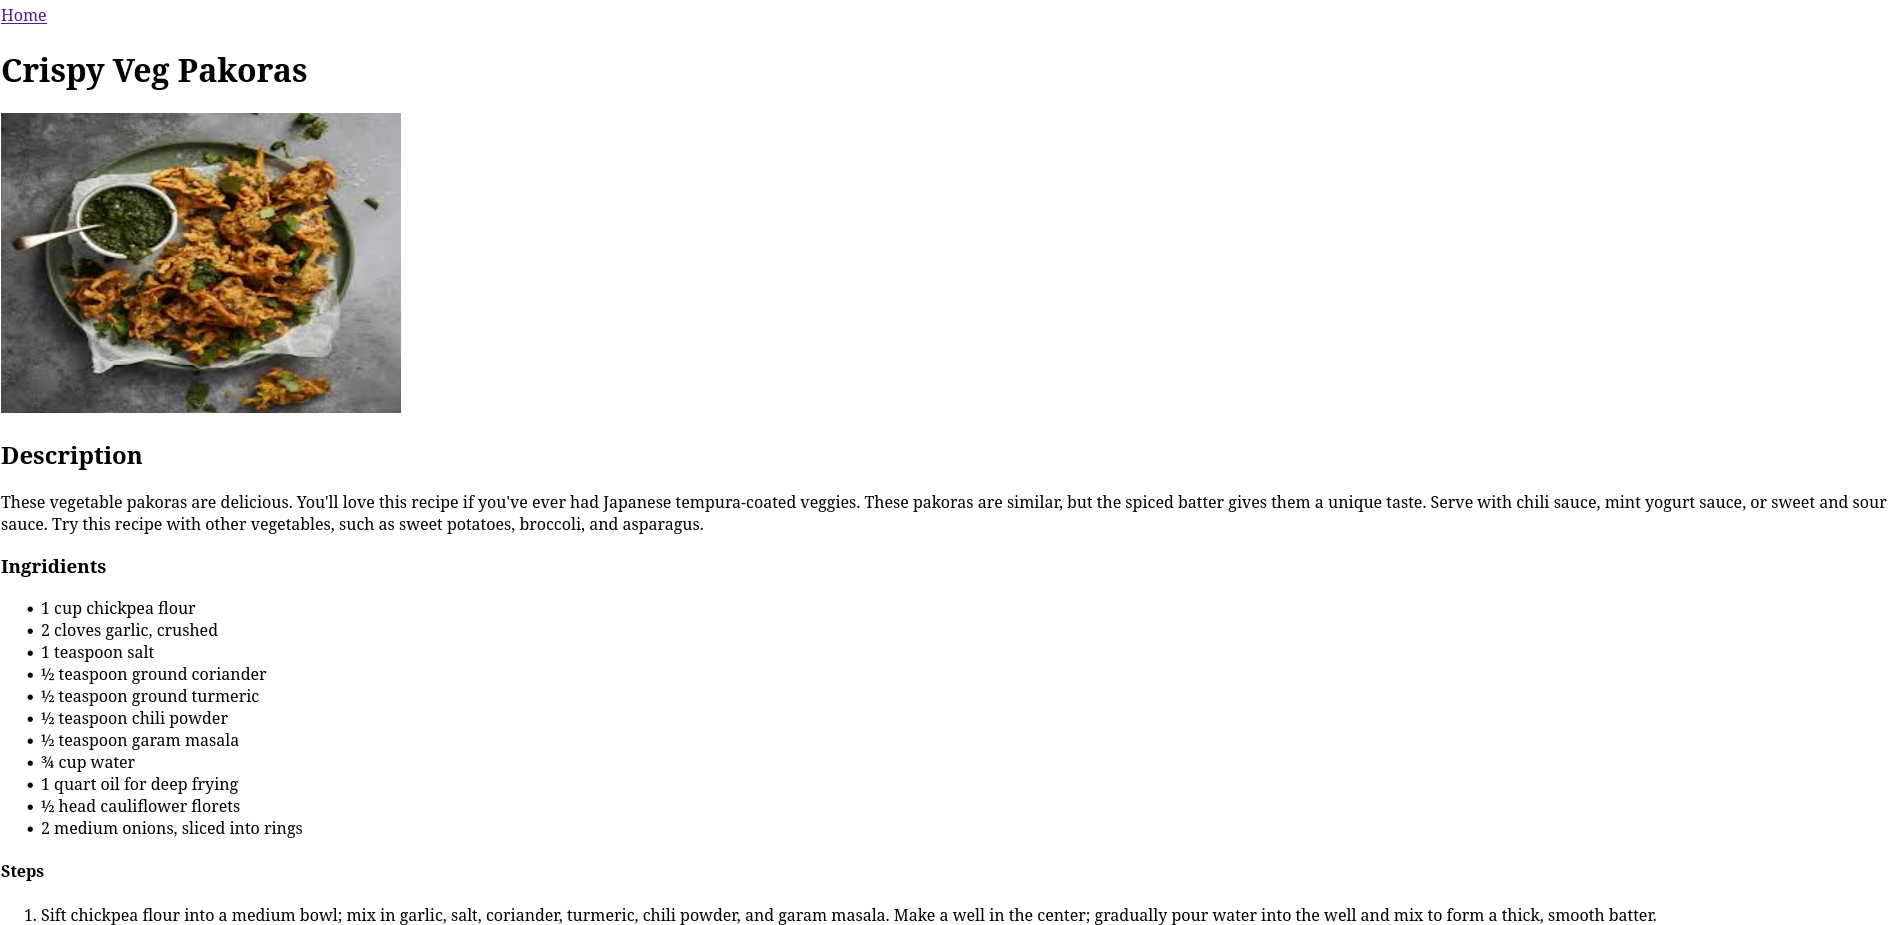 Home
Crispy Veg Pakoras
Description
These vegetable pakoras are delicious. You'll love this recipe if you've ever had Japanese tempura-coated veggies. These pakoras are similar, but the spiced batter gives them a unique taste. Serve with chili sauce, mint yogurt sauce, or sweet and sour
sauce. Try this recipe with other vegetables, such as sweet potatoes, broccoli, and asparagus.
Ingridients
• 1 cup chickpea flour
• 2 cloves garlic, crushed
• 1 teaspoon salt
• ½ teaspoon ground coriander
• ½ teaspoon ground turmeric
• ½ teaspoon chili powder
• ½ teaspoon garam masala
• ¾ cup water
• 1 quart oil for deep frying
• ½ head cauliflower florets
• 2 medium onions, sliced into rings
Steps
1. Sift chickpea flour into a medium bowl; mix in garlic, salt, coriander, turmeric, chili powder, and garam masala. Make a well in the center; gradually pour water into the well and mix to form a thick, smooth batter.